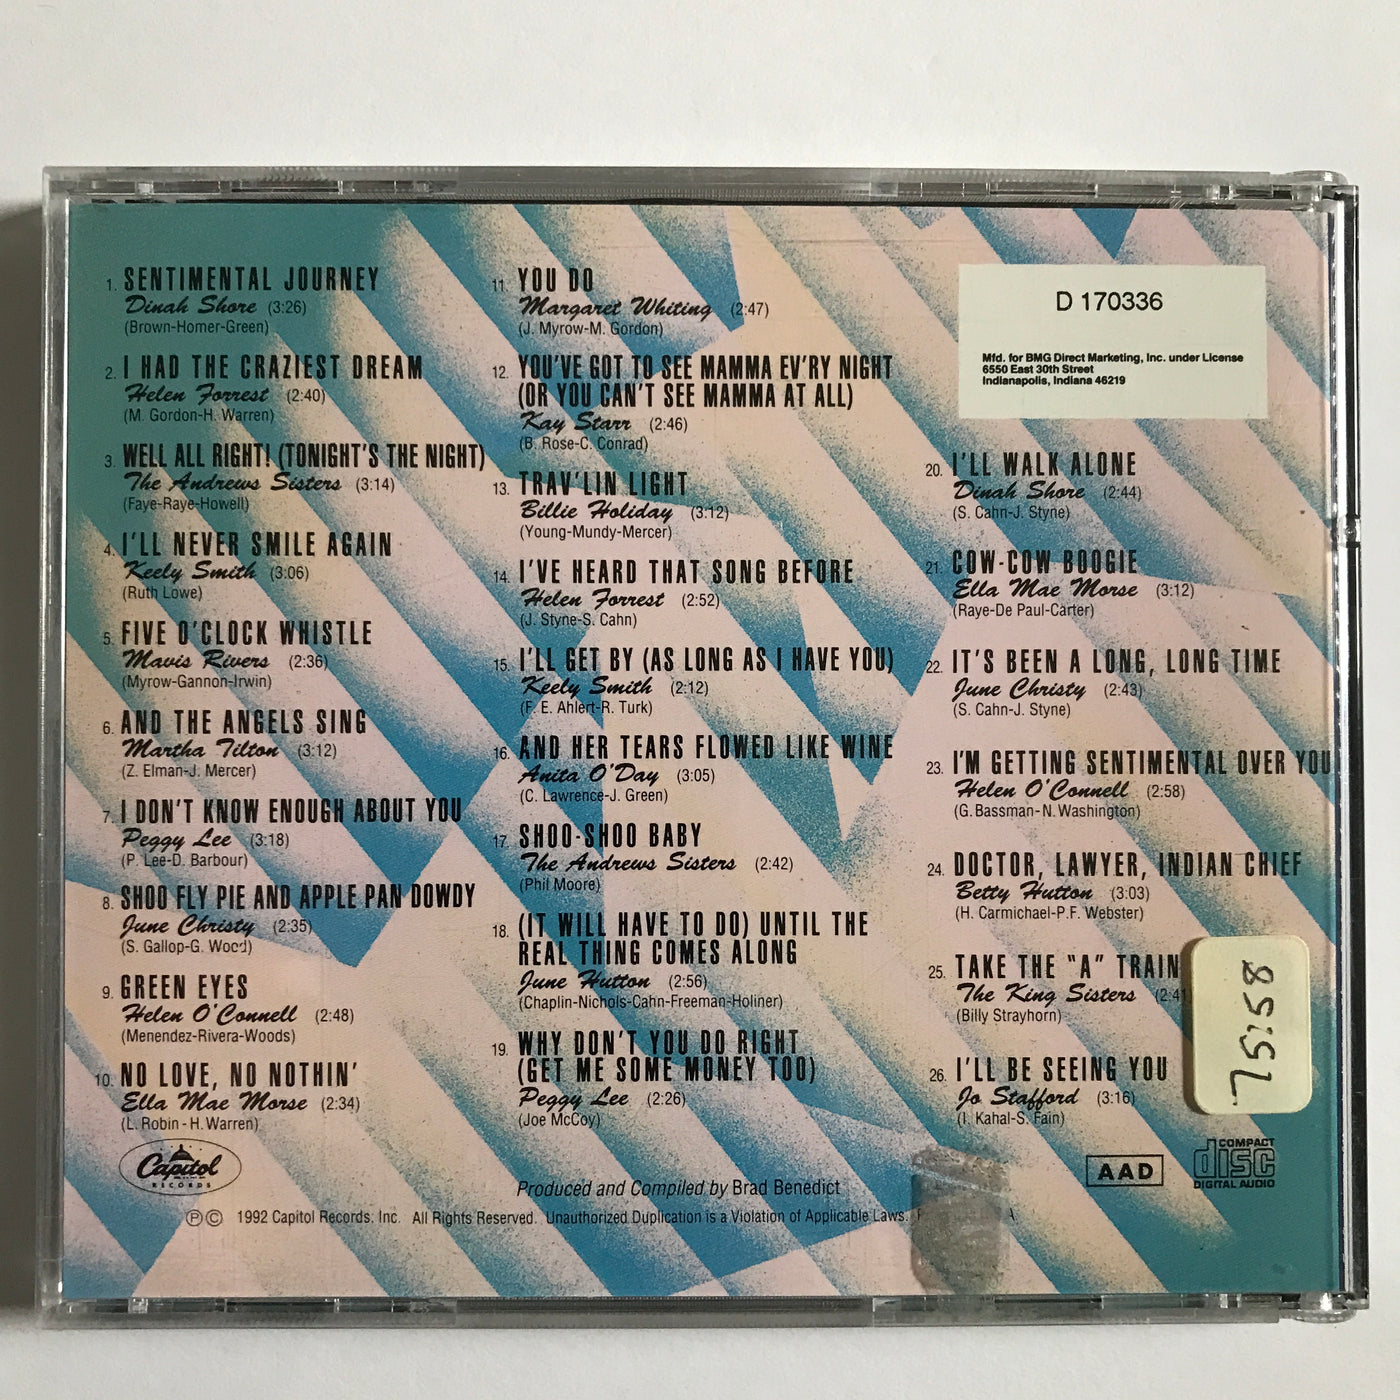 1. SENTIMENTAL JOURNEY
Dinah Shore (3:26)
(Brown-Homer-Green)
2. I HAD THE CRAZIEST DREAM
Helen Forrest (2:40)
(M. Gordon-H. Warren)
3. WELL ALL RIGHT! (TONIGHT'S THE NIGHT)
The Andrews Sisters (3:14)
(Faye-Raye-Howell)
4. I'LL NEVER SMILE AGAIN
Keely Smith (3:06)
(Ruth Lowe)
5. FIVE O'CLOCK WHISTLE
Mavis Rivers (2:36)
(Myrow-Gannon-Irwin)
6. AND THE ANGELS SING
Martha Tilton (3:12)
(Z. Elman-J. Mercer)
7. I DON'T KNOW ENOUGH ABOUT YOU
Peggy Lee (3:18)
(P. Lee-D. Barbour)
8. SHOO FLY PIE AND APPLE PAN DOWDY
June Christy (2:35)
(S. Gallop-G. Wood)
9. GREEN EYES
Helen O'Connell (2:48)
(Menendez-Rivera-Woods)
10. NO LOVE, NO NOTHIN'
Ella Mae Morse (2:34)
(L. Robin - H. Warren)
11. YOU DO
Margaret Whiting (2:47)
(J. Myrow-M. Gordon)
12. YOU'VE GOT TO SEE MAMMA EV'RY NIGHT
(OR YOU CAN'T SEE MAMMA AT ALL)
Kay Starr (2:46)
(B. Rose-C. Conrad)
13. TRAV'LIN LIGHT
Billie Holiday (3:12)
(Young-Mundy-Mercer)
14. I'VE HEARD THAT SONG BEFORE
Helen Forrest (2:52)
(J. Styne-S. Cahn)
15. I'LL GET BY (AS LONG AS I HAVE YOU)
Keely Smith (2:12)
(F. E. Ahlert-R. Turk)
16. AND HER TEARS FLOWED LIKE WINE
Anita O'Day (3:05)
(C. Lawrence-J. Green)
17. SHOO-SHOO BABY
The Andrews Sisters (2:42)
(Phil Moore)
18. (IT WILL HAVE TO DO) UNTIL THE
REAL THING COMES ALONG
June Hutton (2:56)
(Chaplin-Nichols-Cahn-Freeman-Holiner)
19. WHY DON'T YOU DO RIGHT
(GET ME SOME MONEY TOO)
Peggy Lee (2:26)
(Joe McCoy)
D 170336
Mfd. for BMG Direct Marketing, Inc. under License
6550 East 30th Street
Indianapolis, Indiana 46219
20. I'LL WALK ALONE
Dinah Shore (2:44)
(S. Cahn-J. Styne)
21. COW-COW BOOGIE
Ella Mae Morse (3:12)
(Raye-De Paul-Carter)
22. IT'S BEEN A LONG, LONG TIME
June Christy (2:43)
(S. Cahn-J. Styne)
23. I'M GETTING SENTIMENTAL OVER YOU
Helen O'Connell (2:58)
(G. Bassman-N. Washington)
24. DOCTOR, LAWYER, INDIAN CHIEF
Betty Hutton (3:03)
(H. Carmichael-P.F. Webster)
25. TAKE THE "A" TRAIN
The King Sisters (2:41
(Billy Strayhorn)
26. I'LL BE SEEING YOU
Jo Stafford (3:16)
(I. Kahal-S. Fain)
Capitol
RECORDS
Produced and Compiled by Brad Benedict
AAD
COMPACT
disc
DIGITAL AUDIO
℗© 1992 Capitol Records, Inc. All Rights Reserved. Unauthorized Duplication is a Violation of Applicable Laws.